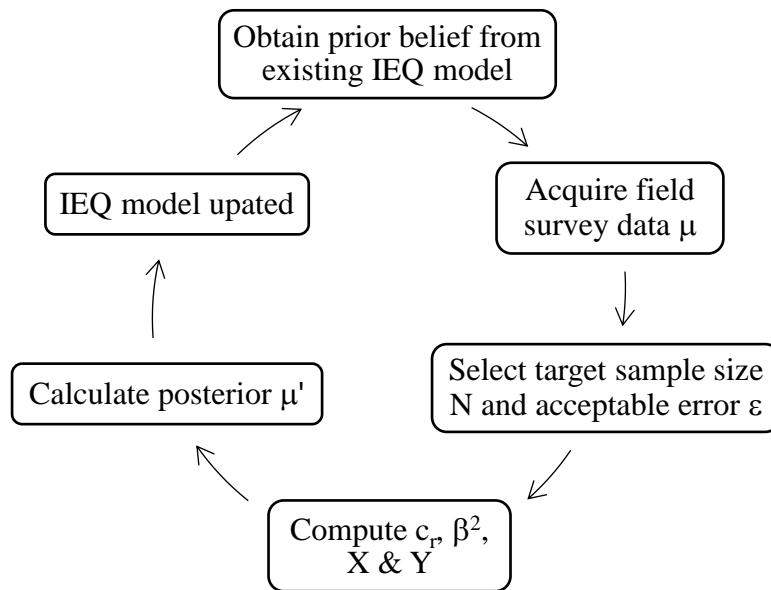 Obtain prior belief from
existing IEQ model
Acquire field
survey data μ
Select target sample size
N and acceptable error ε
Compute cᵣ, β²,
X & Y
Calculate posterior μ'
IEQ model upated